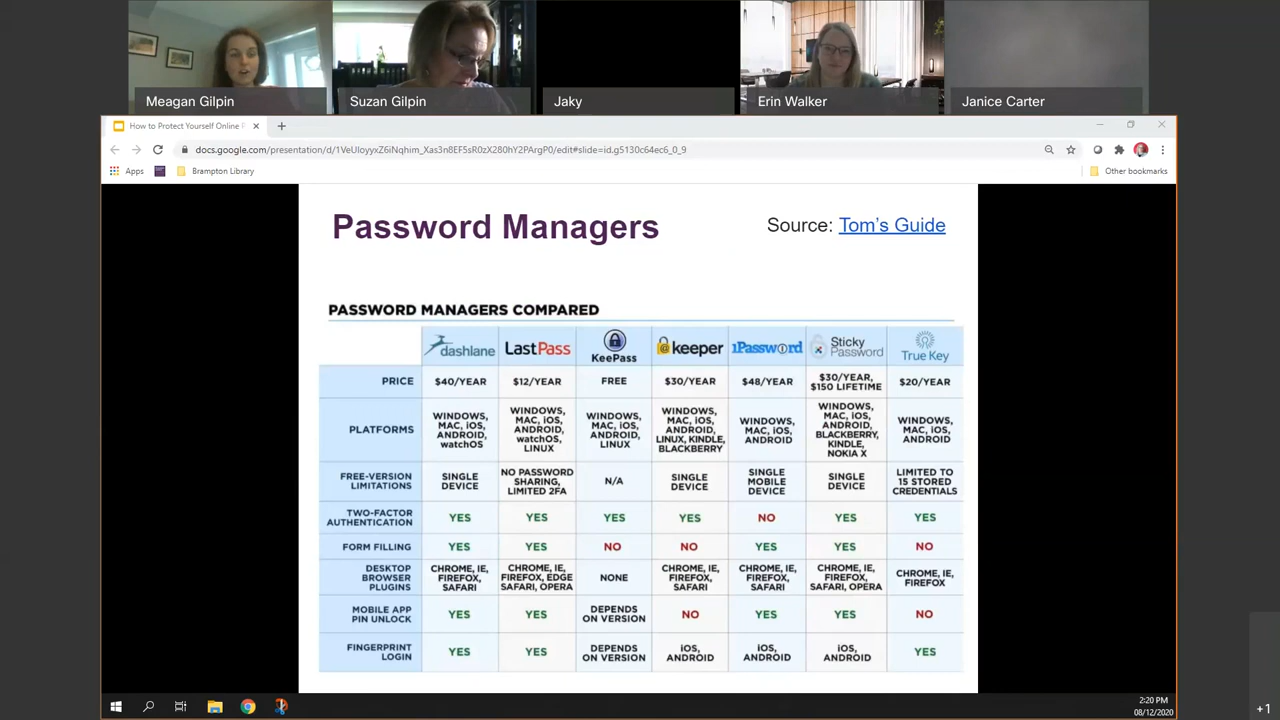 Meagan Gilpin
Suzan Gilpin
Jaky
Erin Walker
Janice Carter
How to Protect Yourself Online
docs.google.com/presentation/d/1VeUIoyyxZ6iNqhim_Xas3n8EF5sR0zX280hY2PArgP0/edit#slide=id.g5130c64ec6_0_9
Apps
Brampton Library
Other bookmarks
Password Managers
Source: Tom's Guide
PASSWORD MANAGERS COMPARED
dashlane LastPass KeePass keeper 1Password Sticky Password True Key
PRICE $40/YEAR $12/YEAR FREE $30/YEAR $48/YEAR $30/YEAR, $150 LIFETIME $20/YEAR
PLATFORMS
WINDOWS,
MAC, iOS,
ANDROID,
watchOS
WINDOWS,
MAC, iOS,
ANDROID,
watchOS,
LINUX
WINDOWS,
MAC, iOS,
ANDROID,
LINUX
WINDOWS,
MAC, iOS,
ANDROID,
LINUX, KINDLE,
BLACKBERRY
WINDOWS,
MAC, iOS,
ANDROID
WINDOWS,
MAC, iOS,
ANDROID,
BLACKBERRY,
KINDLE,
NOKIA X
WINDOWS,
MAC, iOS,
ANDROID
FREE-VERSION
LIMITATIONS
SINGLE
DEVICE
NO PASSWORD
SHARING,
LIMITED 2FA
N/A
SINGLE
DEVICE
SINGLE
MOBILE
DEVICE
SINGLE
DEVICE
LIMITED TO
15 STORED
CREDENTIALS
TWO-FACTOR
AUTHENTICATION
YES YES YES YES NO YES YES
FORM FILLING YES YES NO NO YES YES NO
DESKTOP
BROWSER
PLUGINS
CHROME, IE,
FIREFOX,
SAFARI
CHROME, IE,
FIREFOX, EDGE
SAFARI, OPERA
NONE
CHROME, IE,
FIREFOX,
SAFARI
CHROME, IE,
FIREFOX,
SAFARI
CHROME, IE,
FIREFOX,
SAFARI, OPERA
CHROME, IE,
FIREFOX
MOBILE APP
PIN UNLOCK
YES
YES
DEPENDS
ON VERSION
NO
YES
YES
NO
FINGERPRINT
LOGIN
YES
YES
DEPENDS
ON VERSION
iOS,
ANDROID
iOS,
ANDROID
iOS,
ANDROID
YES
2:20 PM
08/12/2020
+1